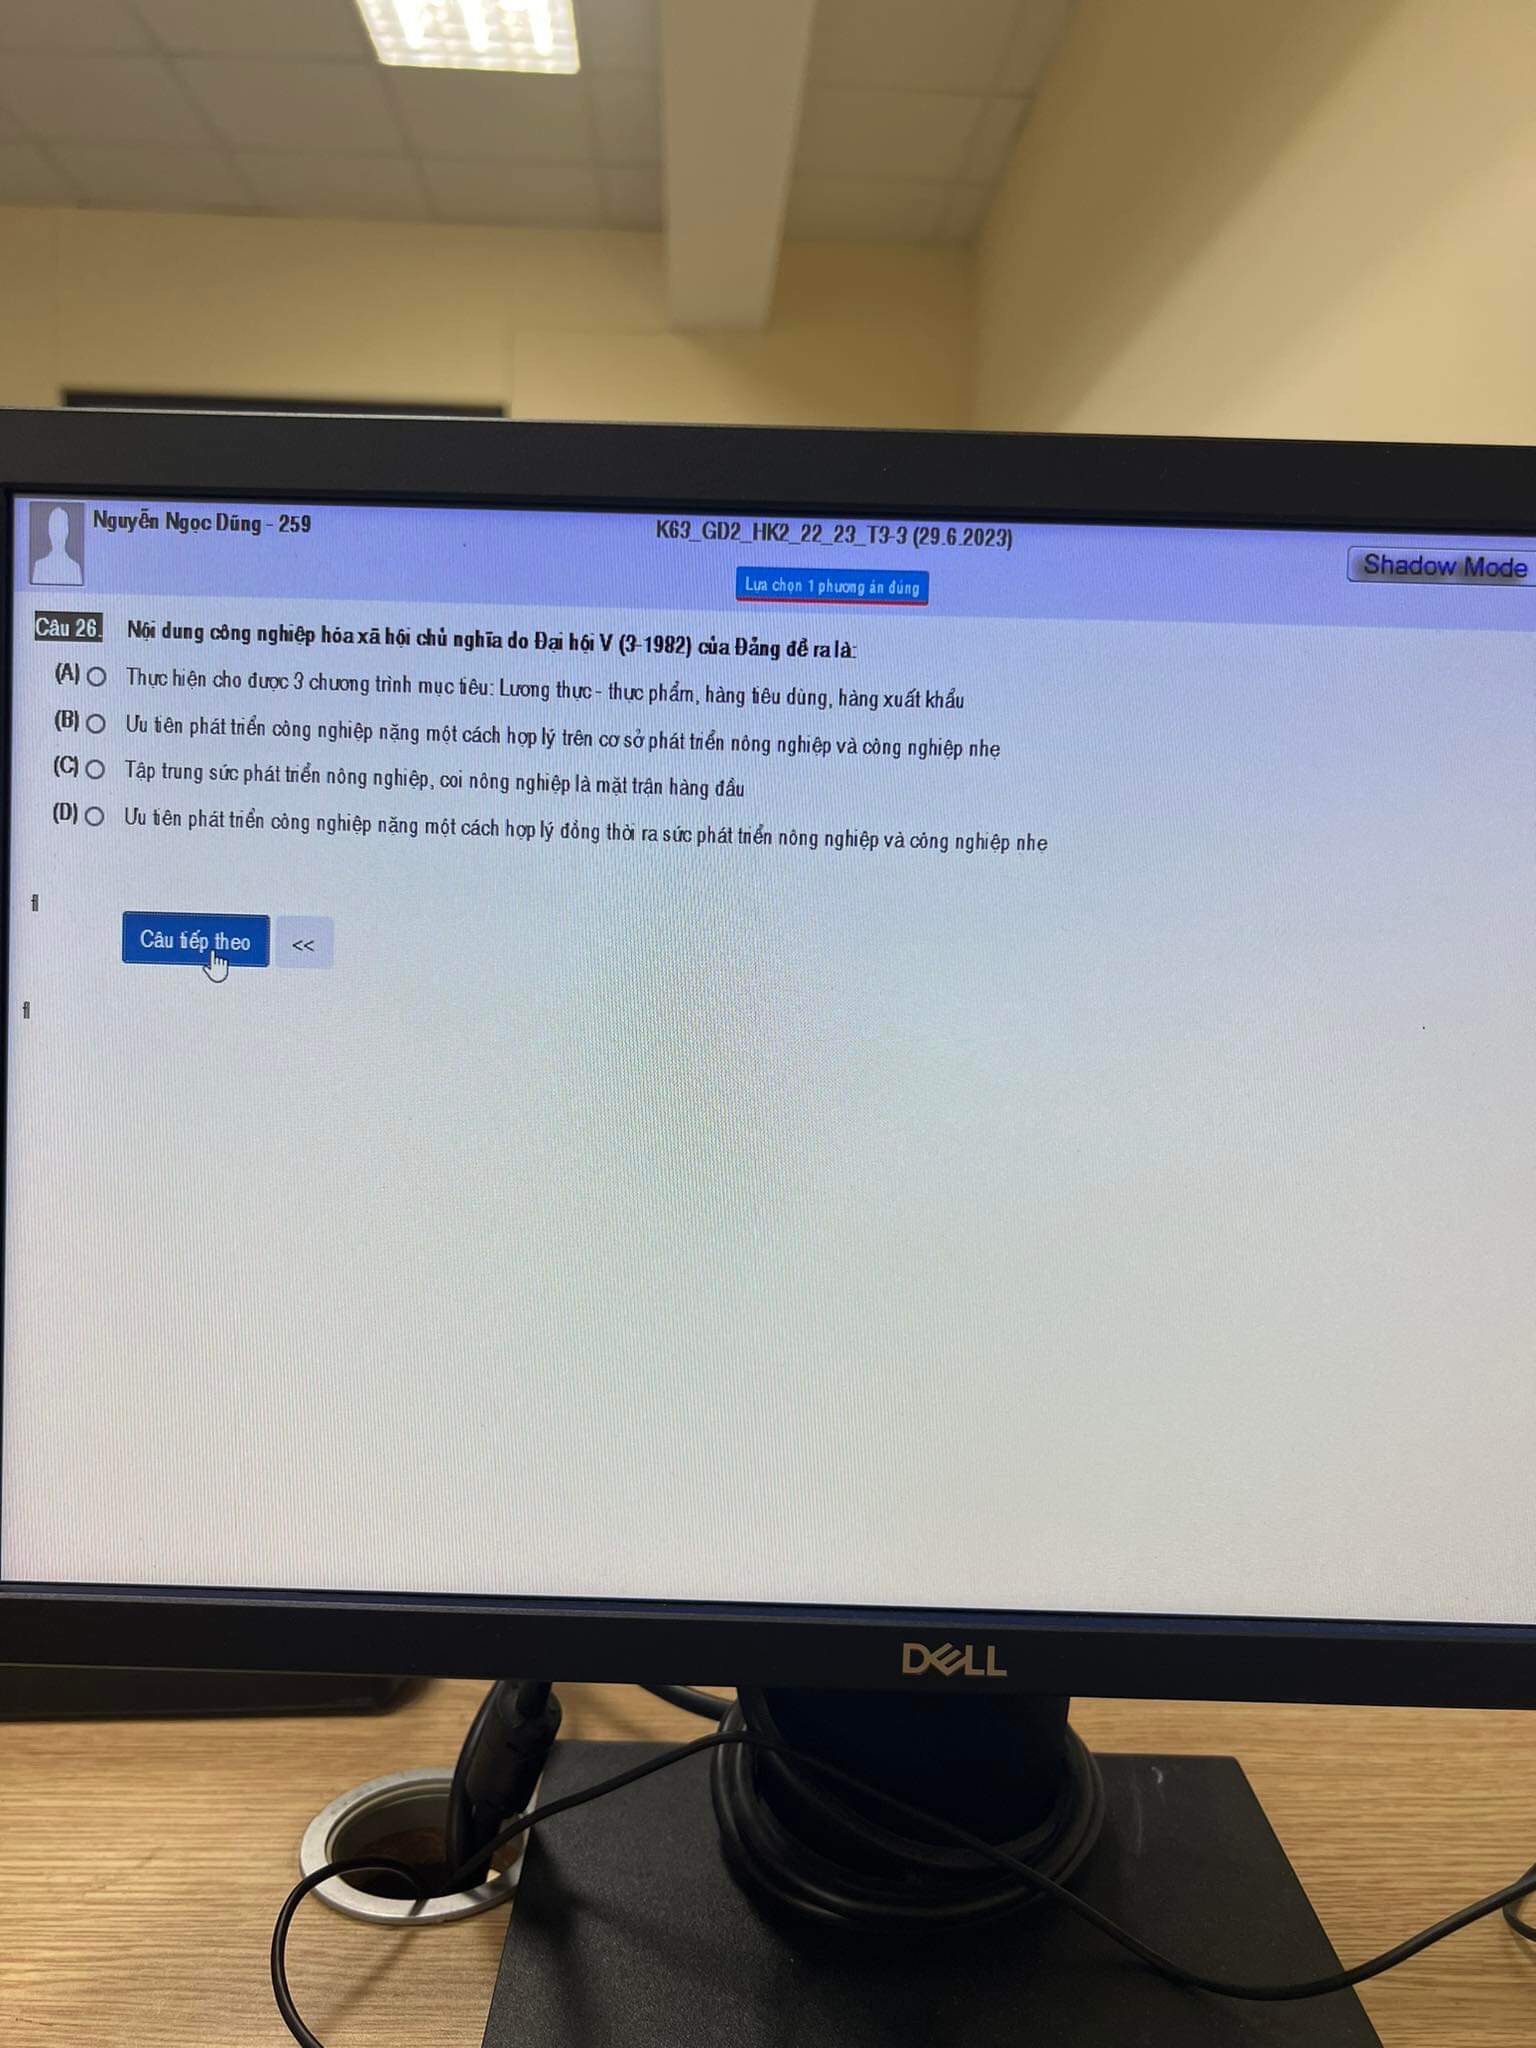 Nguyễn Ngọc Dũng - 259
K63_GD2_HK2_22_23_T3-3 (29.6.2023)
Shadow Mode
Lựa chọn 1 phương án đúng
Câu 26. Nội dung công nghiệp hóa xã hội chủ nghĩa do Đại hội V (3-1982) của Đảng đề ra là:
(A) Thực hiện cho được 3 chương trình mục tiêu: Lương thực - thực phẩm, hàng tiêu dùng, hàng xuất khẩu
(B) Ưu tiên phát triển công nghiệp nặng một cách hợp lý trên cơ sở phát triển nông nghiệp và công nghiệp nhẹ
(C) Tập trung sức phát triển nông nghiệp, coi nông nghiệp là mặt trận hàng đầu
(D) Ưu tiên phát triển công nghiệp nặng một cách hợp lý đồng thời ra sức phát triển nông nghiệp và công nghiệp nhẹ
Câu tiếp theo <<
DELL